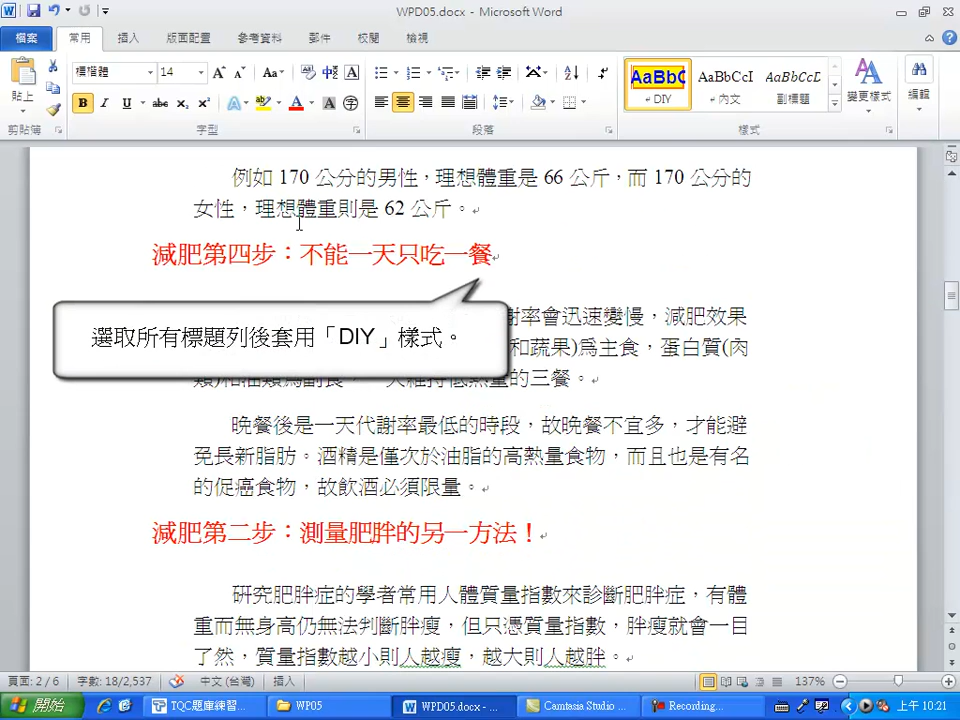 WPD05.docx - Microsoft Word
檔案 常用 插入 版面配置 參考資料 郵件 校閱 檢視
貼上 標楷體 14 AaBbC AaBbCcI AaBbCcD 變更樣式 編輯
DIY 內文 副標題
剪貼簿 字型 段落 樣式
例如 170 公分的男性，理想體重是 66 公斤，而 170 公分的
女性，理想體重則是 62 公斤。
減肥第四步：不能一天只吃一餐
選取所有標題列後套用「DIY」樣式。
謝率會迅速變慢，減肥效果
和蔬果)為主食，蛋白質(肉
的三餐。
晚餐後是一天代謝率最低的時段，故晚餐不宜多，才能避
免長新脂肪。酒精是僅次於油脂的高熱量食物，而且也是有名
的促癌食物，故飲酒必須限量。
減肥第二步：測量肥胖的另一方法！
研究肥胖症的學者常用人體質量指數來診斷肥胖症，有體
重而無身高仍無法判斷胖瘦，但只憑質量指數，胖瘦就會一目
了然，質量指數越小則人越瘦，越大則人越胖。
頁面: 2 / 6 字數: 18/2,537 中文 (台灣) 插入 137%
開始 TQC題庫練習... WP05 WPD05.docx - ... Camtasia Studio ... Recording... 上午 10:21